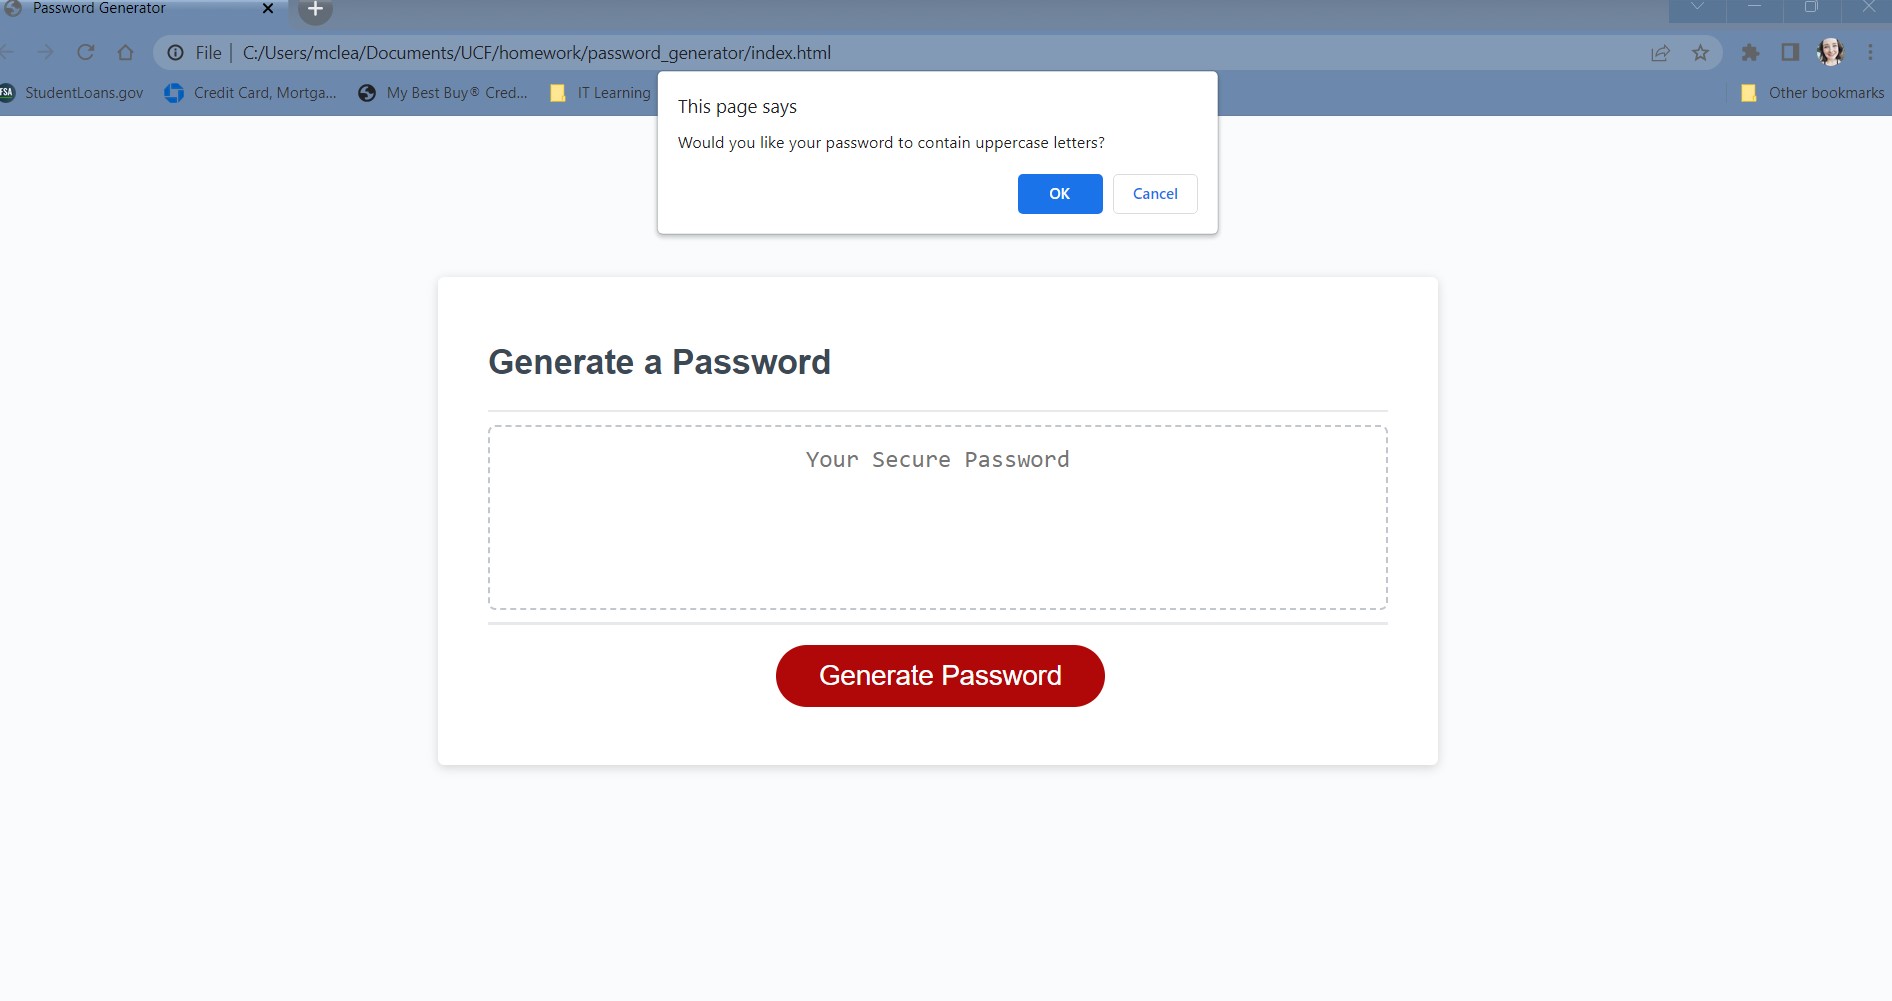 Password Generator
File | C:/Users/mclea/Documents/UCF/homework/password_generator/index.html
FSA StudentLoans.gov Credit Card, Mortga... My Best Buy® Cred... IT Learning Other bookmarks
This page says
Would you like your password to contain uppercase letters?
OK Cancel
Generate a Password
Your Secure Password
Generate Password